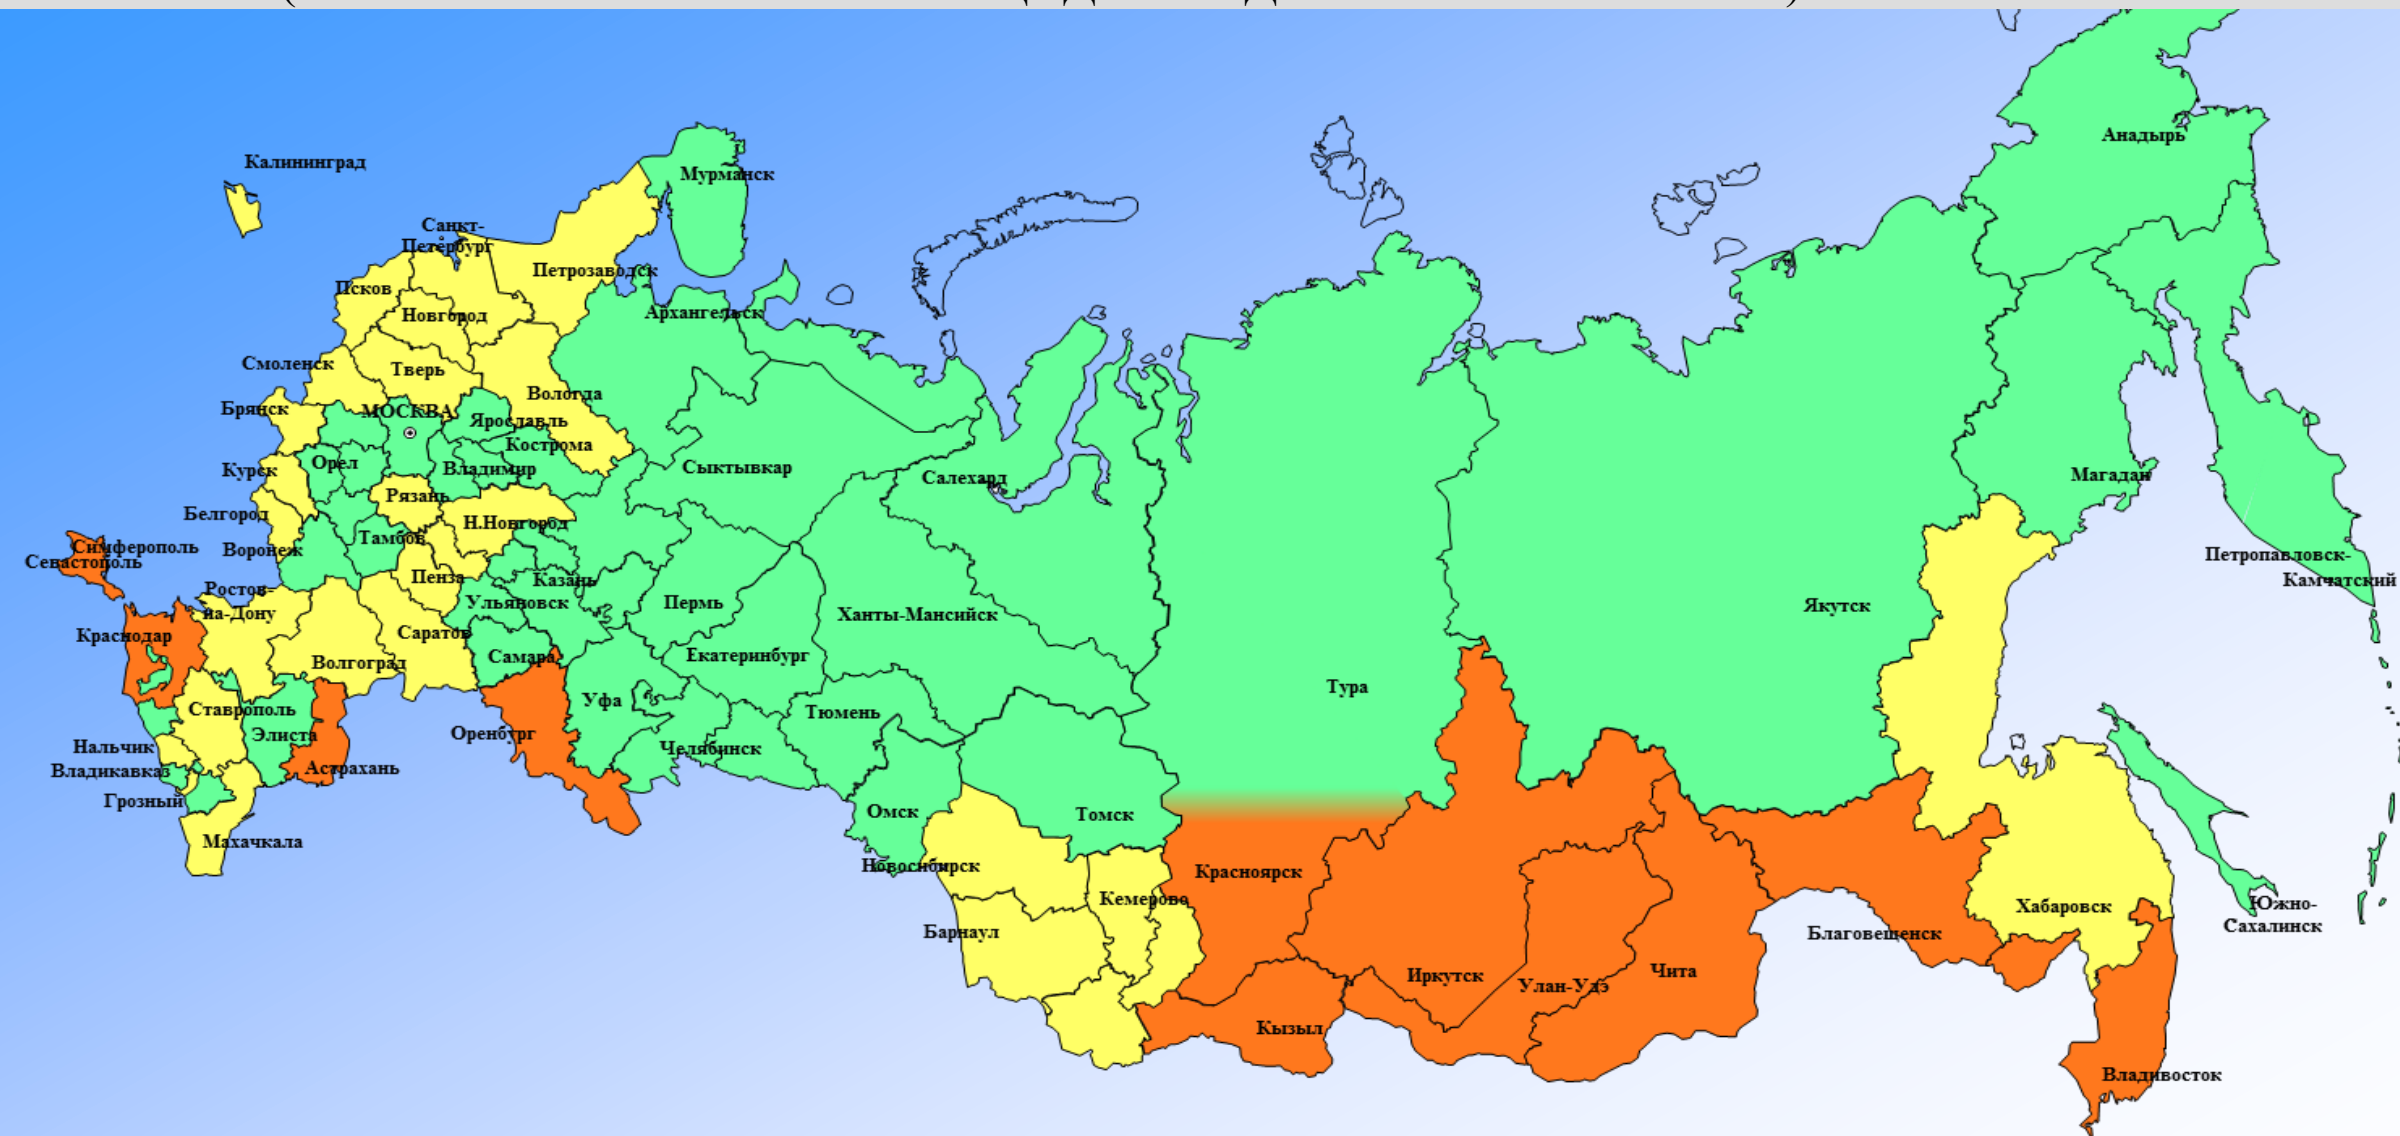 Анадырь
Калининград
Мурманск
Санкт-
Петербург
Петрозаводск
Псков
Новгород
Архангельск
Смоленск
Тверь
Вологда
Брянск
МОСКВА
Ярославль
Кострома
Курск
Орел
Владимир
Сыктывкар
Салехард
Магадан
Рязань
Белгород
Н.Новгород
Тамбов
Воронеж
Симферополь
Севастополь
Петропавловск-
Камчатский
Пенза
Казань
Ростов-
на-Дону
Ульяновск
Пермь
Ханты-Мансийск
Якутск
Краснодар
Саратов
Волгоград
Самара
Екатеринбург
Тура
Уфа
Ставрополь
Тюмень
Элиста
Оренбург
Нальчик
Челябинск
Владикавказ
Астрахань
Грозный
Омск
Томск
Махачкала
Новосибирск
Красноярск
Кемерово
Хабаровск
Южно-
Сахалинск
Барнаул
Благовещенск
Иркутск
Улан-Удэ
Чита
Кызыл
Владивосток